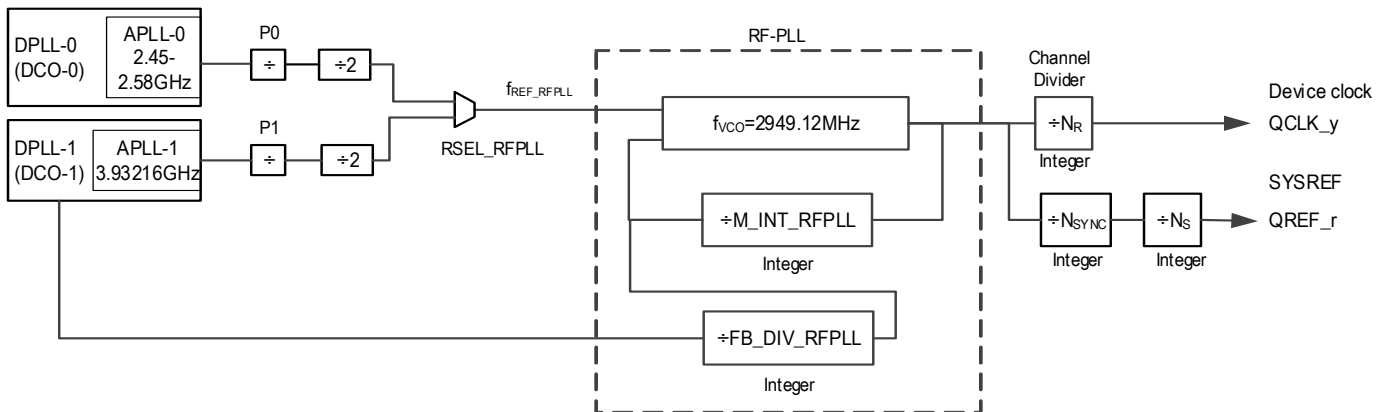 DPLL-0
(DCO-0)
APLL-0
2.45-
2.58GHz
P0
÷
÷2
DPLL-1
(DCO-1)
APLL-1
3.93216GHz
P1
÷
÷2
fREF_RFPLL
RSEL_RFPLL
RF-PLL
fVCO=2949.12MHz
÷M_INT_RFPLL
Integer
÷FB_DIV_RFPLL
Integer
Channel
Divider
÷NR
Integer
Device clock
QCLK_y
÷NSYNC
Integer
÷NS
Integer
SYSREF
QREF_r